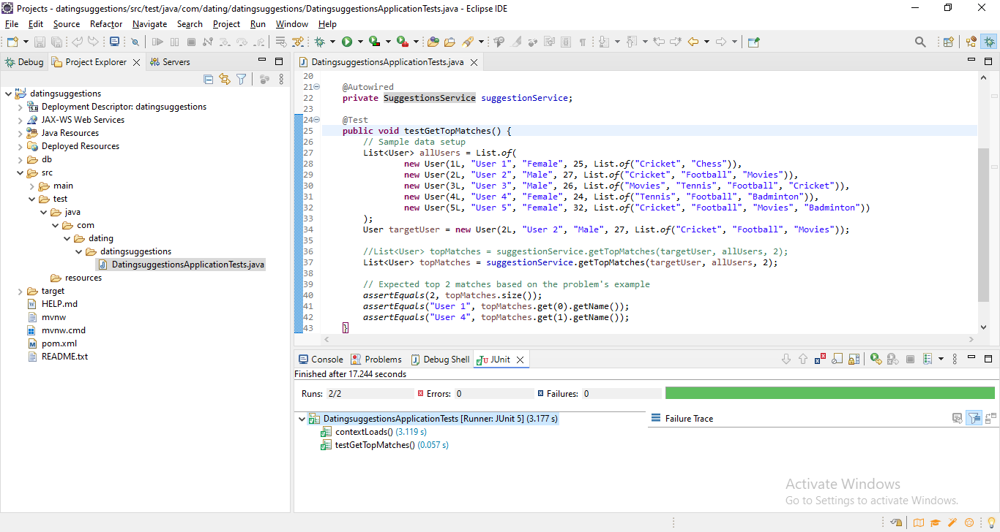 Projects - datingsuggestions/src/test/java/com/dating/datingsuggestions/DatingsuggestionsApplicationTests.java - Eclipse IDE
File Edit Source Refactor Navigate Search Project Run Window Help
Debug Project Explorer Servers
datingsuggestions
Deployment Descriptor: datingsuggestions
JAX-WS Web Services
Java Resources
Deployed Resources
db
src
main
test
java
com
dating
datingsuggestions
DatingsuggestionsApplicationTests.java
resources
target
HELP.md
mvnw
mvnw.cmd
pom.xml
README.txt
DatingsuggestionsApplicationTests.java
20
21 @Autowired
22 private SuggestionsService suggestionService;
23
24 @Test
25 public void testGetTopMatches() {
26 // Sample data setup
27 List<User> allUsers = List.of(
28 new User(1L, "User 1", "Female", 25, List.of("Cricket", "Chess")),
29 new User(2L, "User 2", "Male", 27, List.of("Cricket", "Football", "Movies")),
30 new User(3L, "User 3", "Male", 26, List.of("Movies", "Tennis", "Football", "Cricket")),
31 new User(4L, "User 4", "Female", 24, List.of("Tennis", "Football", "Badminton")),
32 new User(5L, "User 5", "Female", 32, List.of("Cricket", "Football", "Movies", "Badminton"))
33 );
34 User targetUser = new User(2L, "User 2", "Male", 27, List.of("Cricket", "Football", "Movies"));
35
36 //List<User> topMatches = suggestionService.getTopMatches(targetUser, allUsers, 2);
37 List<User> topMatches = suggestionService.getTopMatches(targetUser, allUsers, 2);
38
39 // Expected top 2 matches based on the problem's example
40 assertEquals(2, topMatches.size());
41 assertEquals("User 1", topMatches.get(0).getName());
42 assertEquals("User 4", topMatches.get(1).getName());
43 }
Console Problems Debug Shell JUnit
Finished after 17.244 seconds
Runs: 2/2 Errors: 0 Failures: 0
DatingsuggestionsApplicationTests [Runner: JUnit 5] (3.177 s)
contextLoads() (3.119 s)
testGetTopMatches() (0.057 s)
Failure Trace
Activate Windows
Go to Settings to activate Windows.